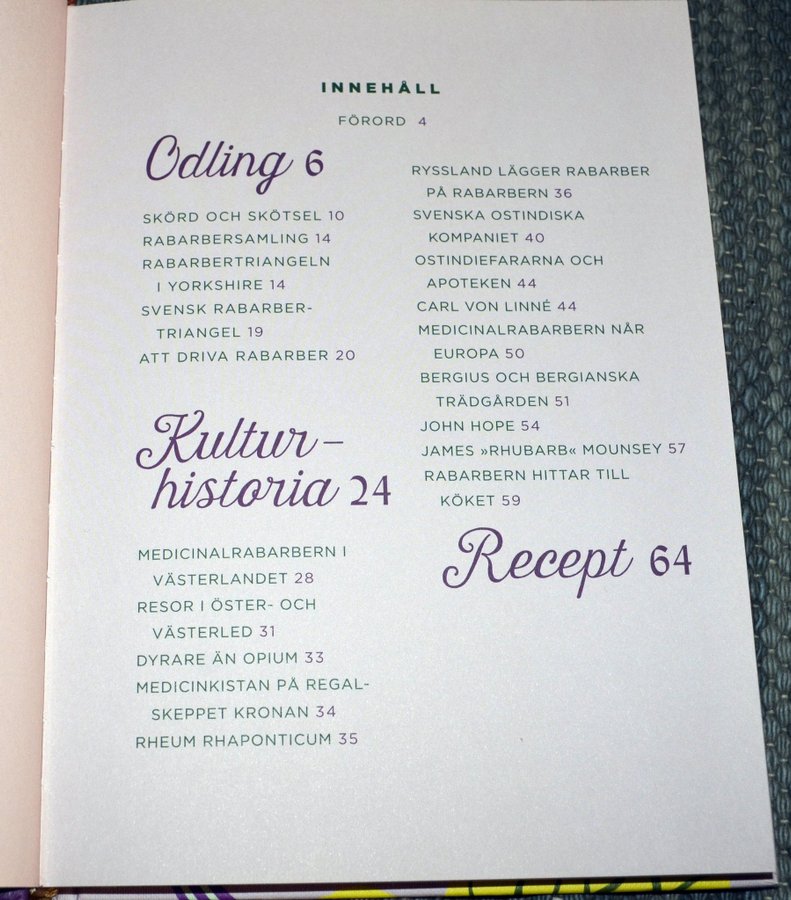 INNEHÅLL
FÖRORD 4
Odling 6
SKÖRD OCH SKÖTSEL 10
RABARBERSAMLING 14
RABARBERTRIANGELN
I YORKSHIRE 14
SVENSK RABARBER-
TRIANGEL 19
ATT DRIVA RABARBER 20
Kultur-
historia 24
MEDICINALRABARBERN I
VÄSTERLANDET 28
RESOR I ÖSTER- OCH
VÄSTERLED 31
DYRARE ÄN OPIUM 33
MEDICINKISTAN PÅ REGAL-
SKEPPET KRONAN 34
RHEUM RHAPONTICUM 35
RYSSLAND LÄGGER RABARBER
PÅ RABARBERN 36
SVENSKA OSTINDISKA
KOMPANIET 40
OSTINDIEFARARNA OCH
APOTEKEN 44
CARL VON LINNÉ 44
MEDICINALRABARBERN NÅR
EUROPA 50
BERGIUS OCH BERGIANSKA
TRÄDGÅRDEN 51
JOHN HOPE 54
JAMES »RHUBARB« MOUNSEY 57
RABARBERN HITTAR TILL
KÖKET 59
Recept 64